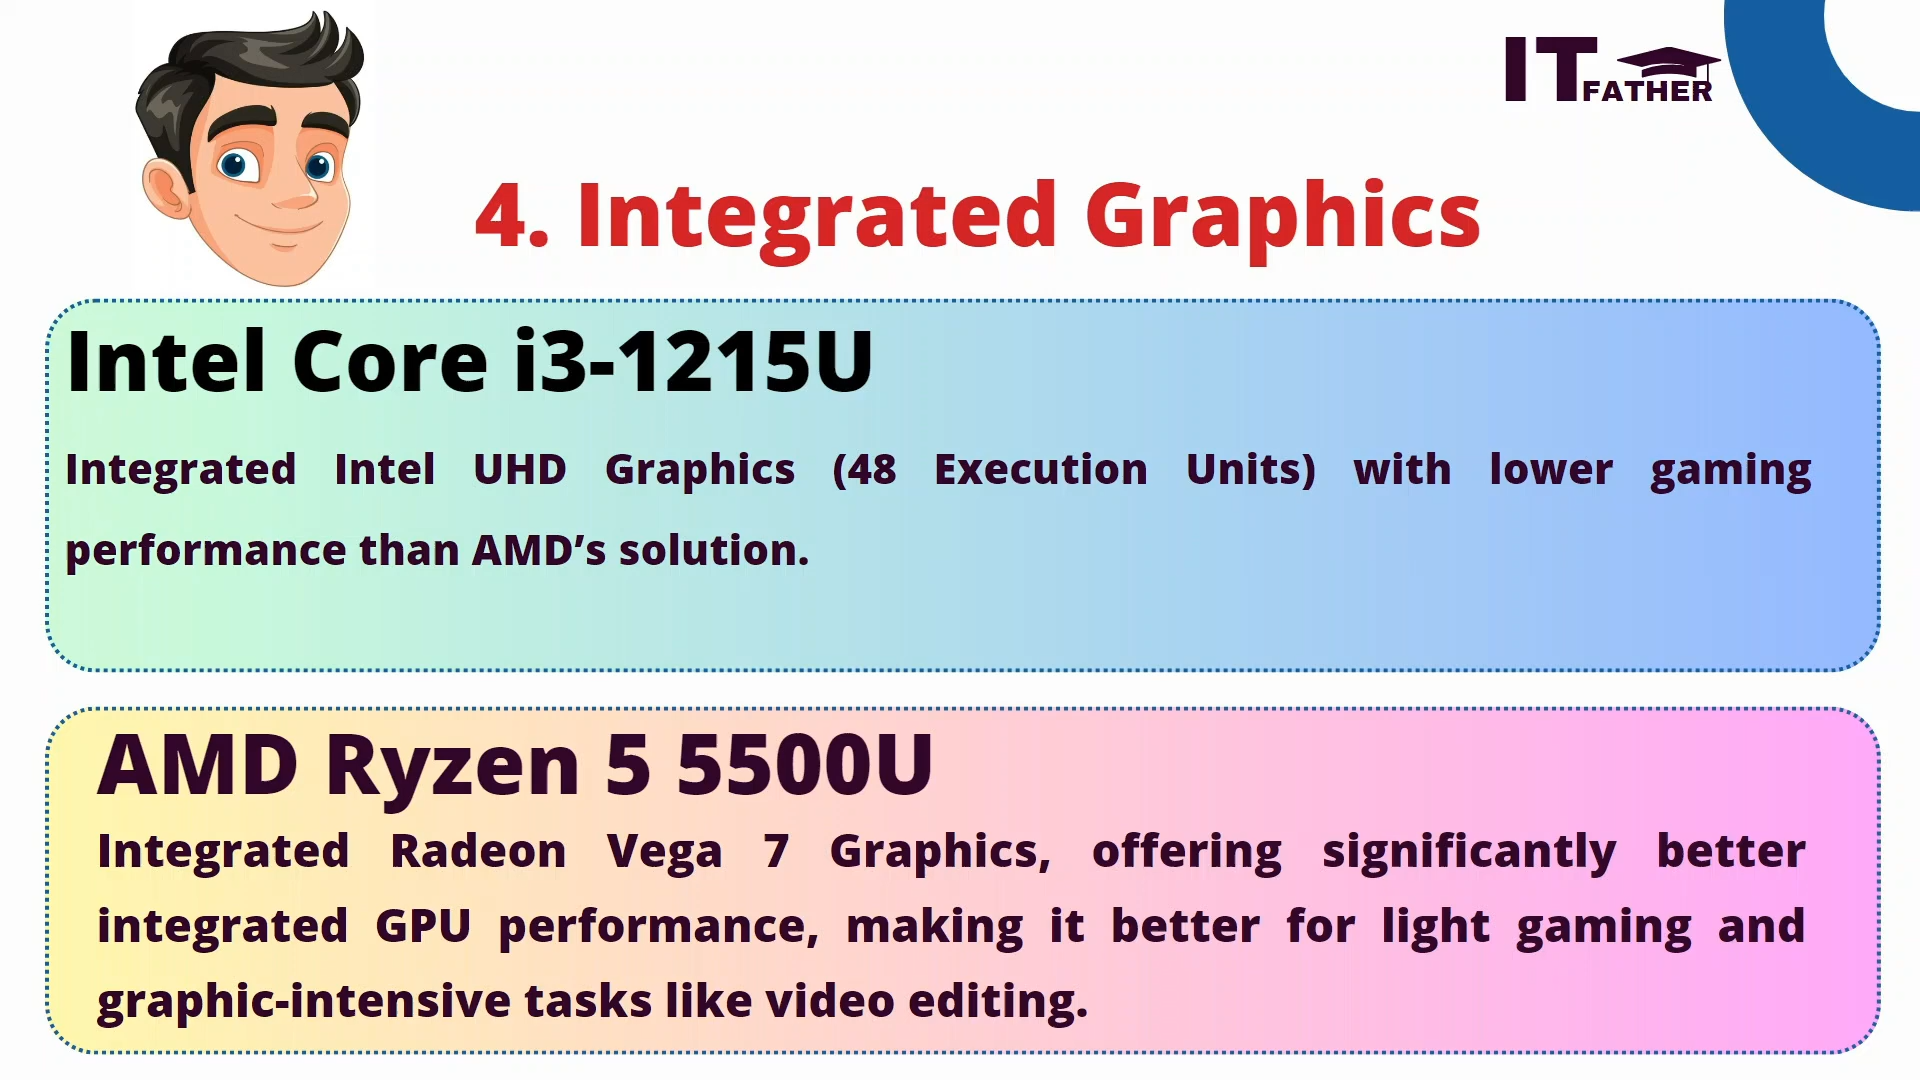 IT FATHER
4. Integrated Graphics
Intel Core i3-1215U
Integrated Intel UHD Graphics (48 Execution Units) with lower gaming
performance than AMD’s solution.
AMD Ryzen 5 5500U
Integrated Radeon Vega 7 Graphics, offering significantly better
integrated GPU performance, making it better for light gaming and
graphic-intensive tasks like video editing.